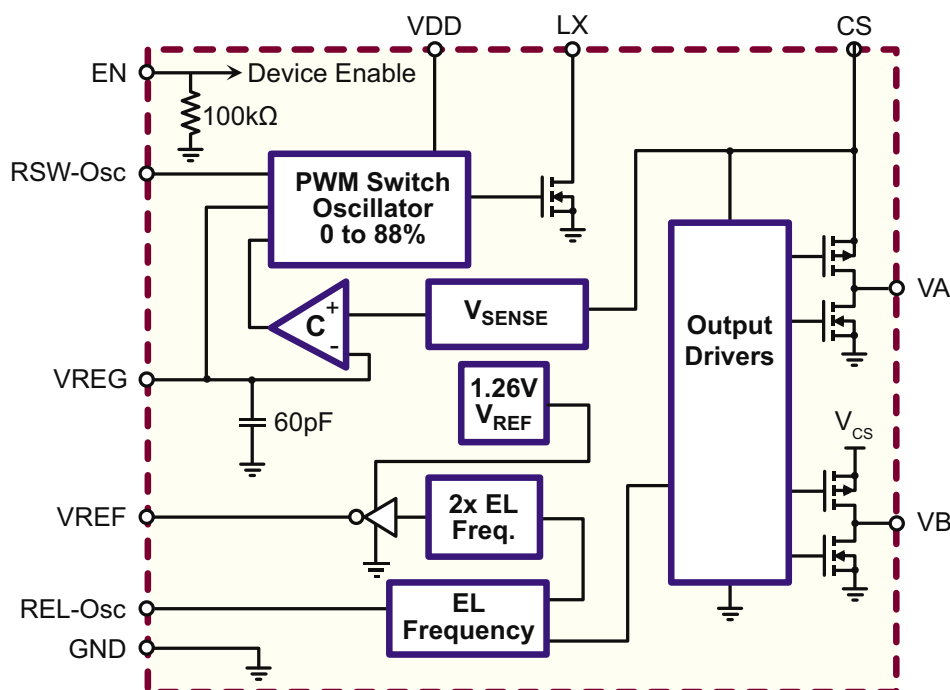 VDD
LX
CS
EN
Device Enable
100kΩ
RSW-Osc
PWM Switch
Oscillator
0 to 88%
VA
C
+
-
VSENSE
Output
Drivers
VREG
60pF
1.26V
VREF
VCS
VREF
2x EL
Freq.
VB
REL-Osc
EL
Frequency
GND